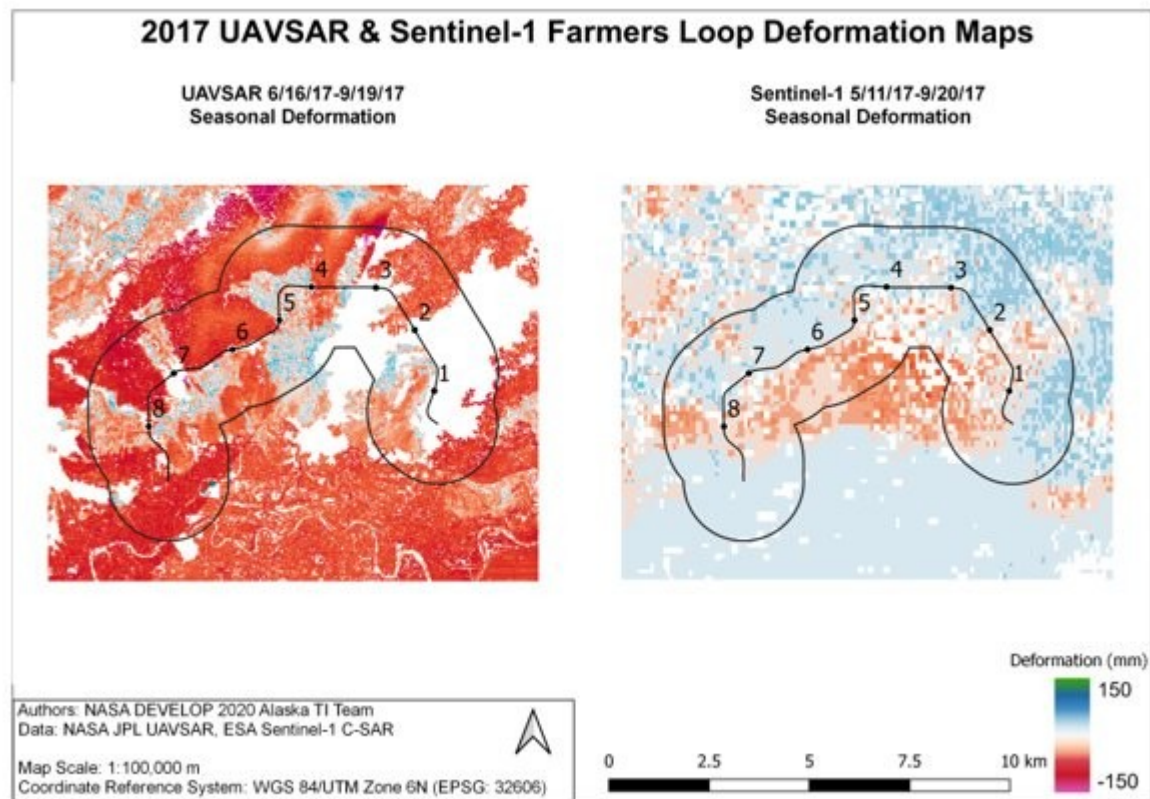 2017 UAVSAR & Sentinel-1 Farmers Loop Deformation Maps
UAVSAR 6/16/17-9/19/17
Seasonal Deformation
Sentinel-1 5/11/17-9/20/17
Seasonal Deformation
4
3
5
2
6
7
1
8
4
3
5
2
6
7
1
8
Deformation (mm)
150
-150
Authors: NASA DEVELOP 2020 Alaska TI Team
Data: NASA JPL UAVSAR, ESA Sentinel-1 C-SAR
Map Scale: 1:100,000 m
Coordinate Reference System: WGS 84/UTM Zone 6N (EPSG: 32606)
0 2.5 5 7.5 10 km